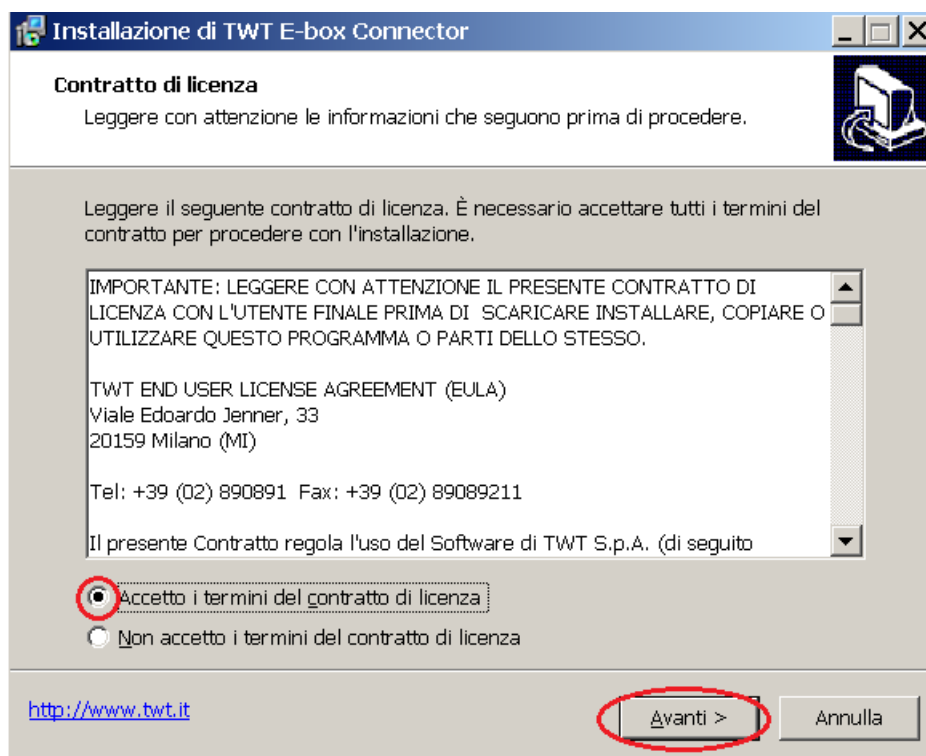 Installazione di TWT E-box Connector
Contratto di licenza
Leggere con attenzione le informazioni che seguono prima di procedere.
Leggere il seguente contratto di licenza. È necessario accettare tutti i termini del
contratto per procedere con l'installazione.
IMPORTANTE: LEGGERE CON ATTENZIONE IL PRESENTE CONTRATTO DI
LICENZA CON L'UTENTE FINALE PRIMA DI  SCARICARE INSTALLARE, COPIARE O
UTILIZZARE QUESTO PROGRAMMA O PARTI DELLO STESSO.
TWT END USER LICENSE AGREEMENT (EULA)
Viale Edoardo Jenner, 33
20159 Milano (MI)
Tel: +39 (02) 890891  Fax: +39 (02) 89089211
Il presente Contratto regola l'uso del Software di TWT S.p.A. (di seguito
Accetto i termini del contratto di licenza
Non accetto i termini del contratto di licenza
http://www.twt.it
Avanti >
Annulla